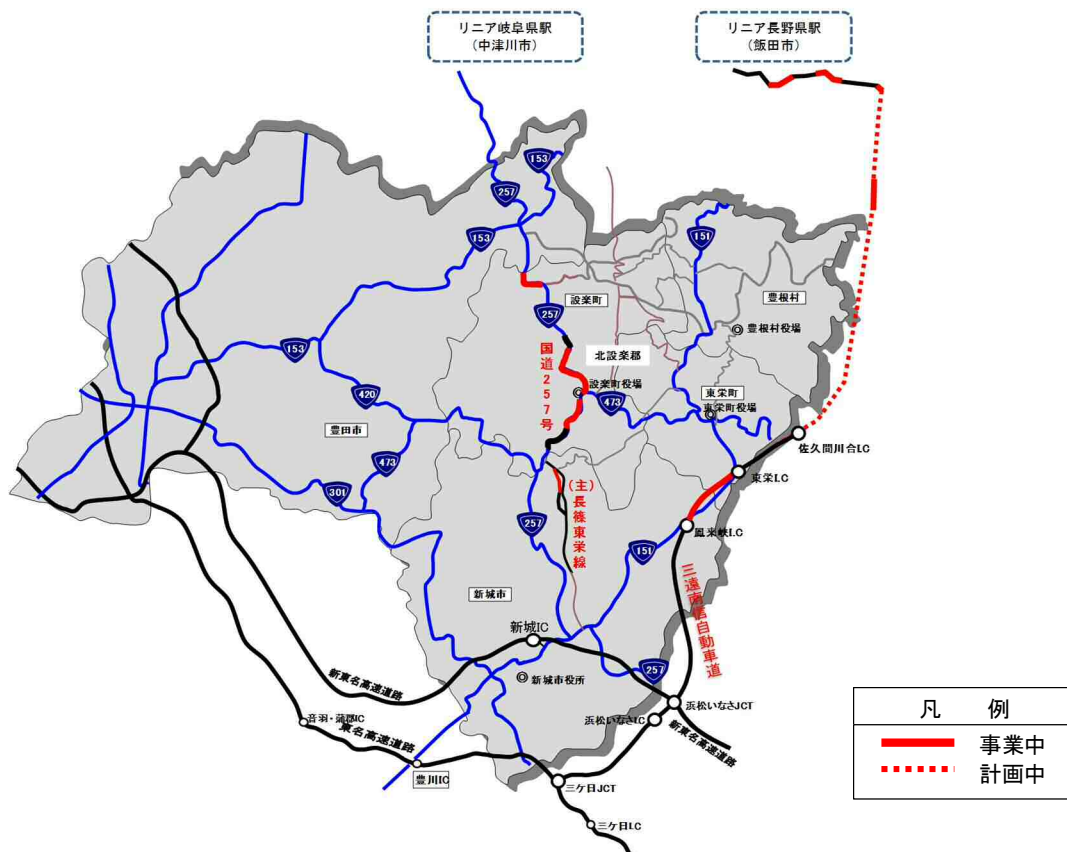 リニア岐阜県駅
(中津川市)
リニア長野県駅
(飯田市)
153
257
153
151
設楽町
豊根村
257
豊根村役場
国道257号
北設楽郡
153
設楽町役場
473
東栄町
東栄町役場
420
豊田市
佐久間川合I.C
473
東栄I.C
301
(主)長篠東栄線
257
鳳来峡I.C
151
三遠南信自動車道
新城市
新城IC
257
新東名高速道路
新城市役所
浜松いなさJCT
浜松いなさI.C
新東名高速道路
音羽・蒲郡IC
東名高速道路
豊川IC
三ケ日JCT
三ケ日I.C
凡 例
事業中
計画中